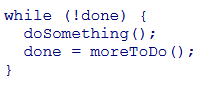 while (!done) {
  doSomething();
  done = moreToDo();
}